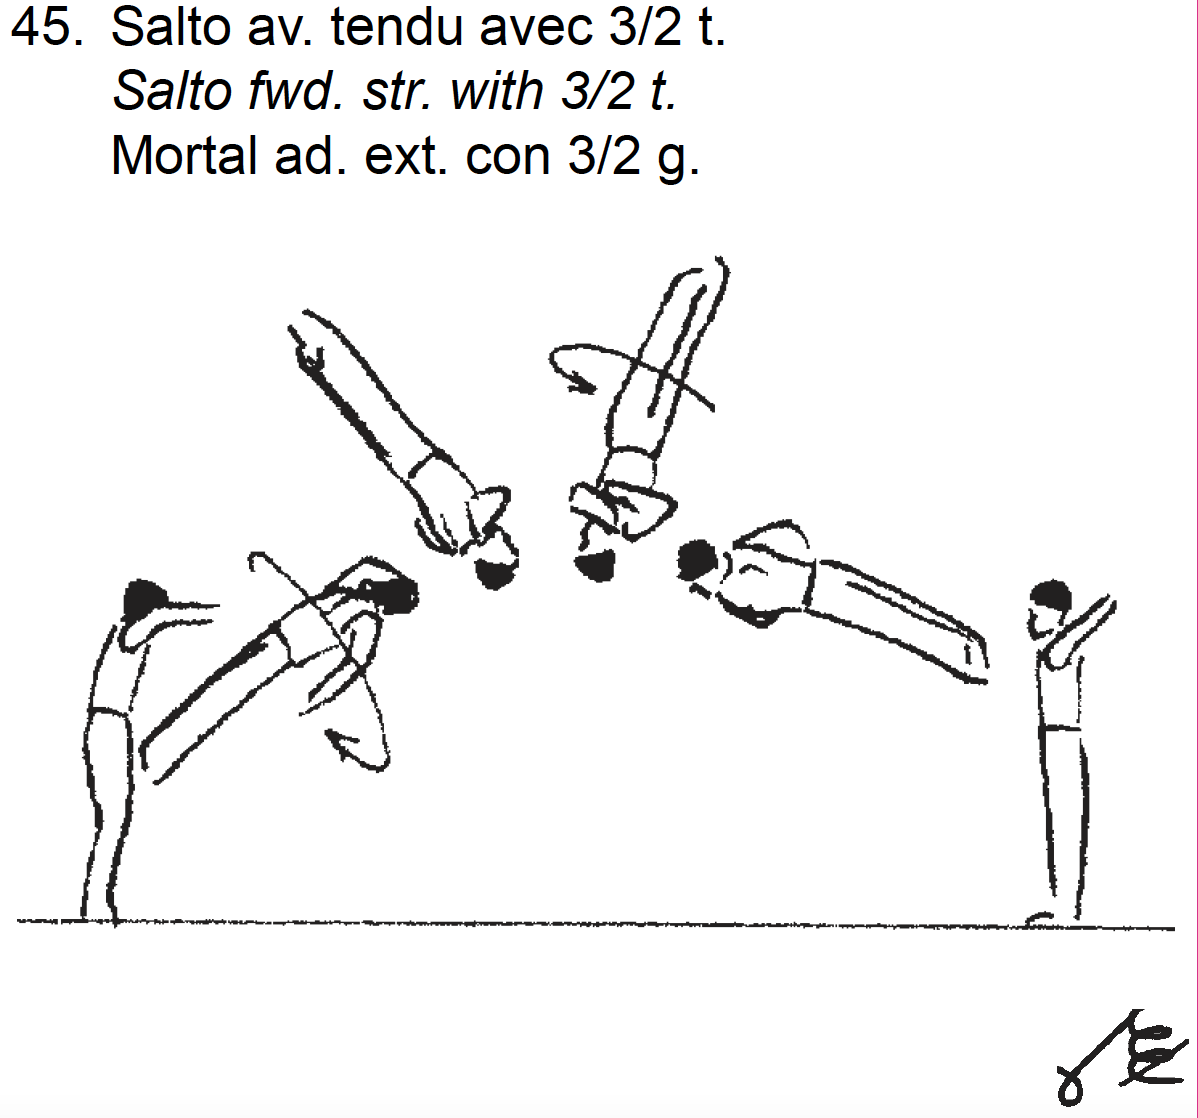 45. Salto av. tendu avec 3/2 t.
Salto fwd. str. with 3/2 t.
Mortal ad. ext. con 3/2 g.